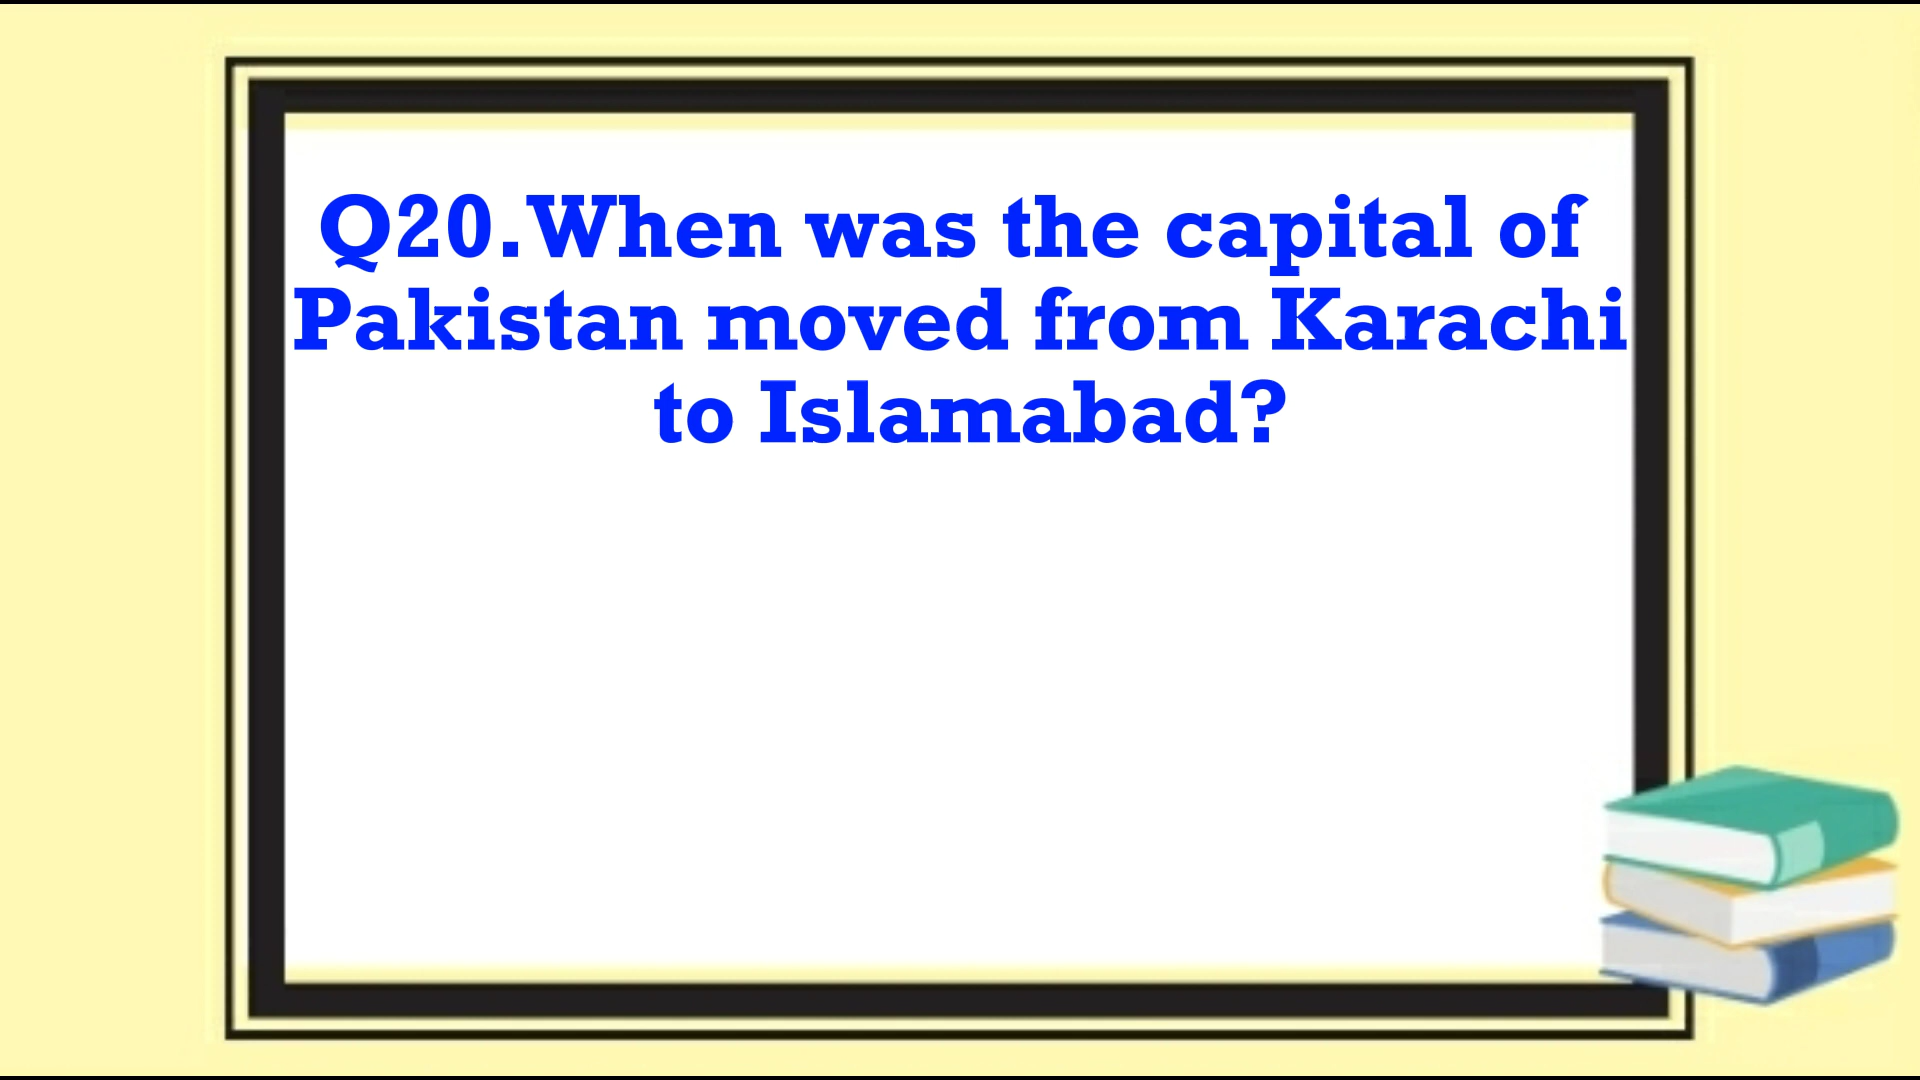 Q20.When was the capital of
Pakistan moved from Karachi
to Islamabad?